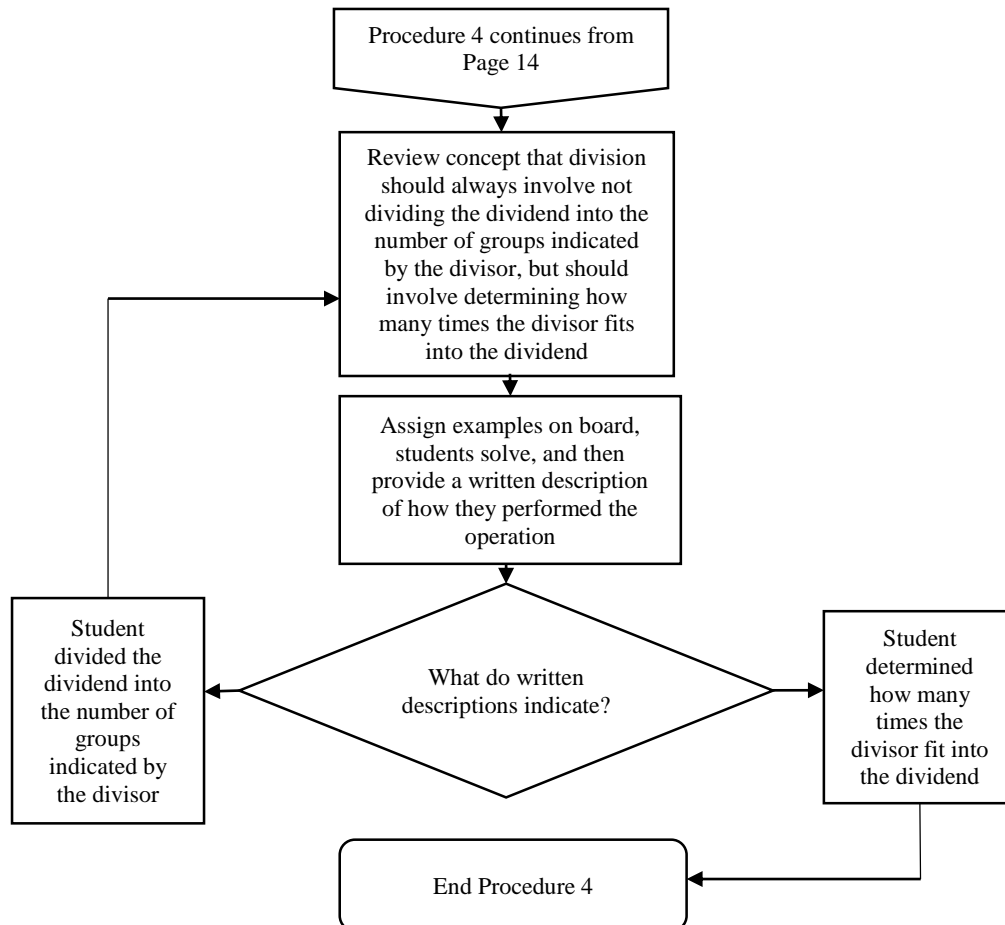 Procedure 4 continues from
Page 14
Review concept that division
should always involve not
dividing the dividend into the
number of groups indicated
by the divisor, but should
involve determining how
many times the divisor fits
into the dividend
Assign examples on board,
students solve, and then
provide a written description
of how they performed the
operation
What do written
descriptions indicate?
Student
divided the
dividend into
the number of
groups
indicated by
the divisor
Student
determined
how many
times the
divisor fit into
the dividend
End Procedure 4